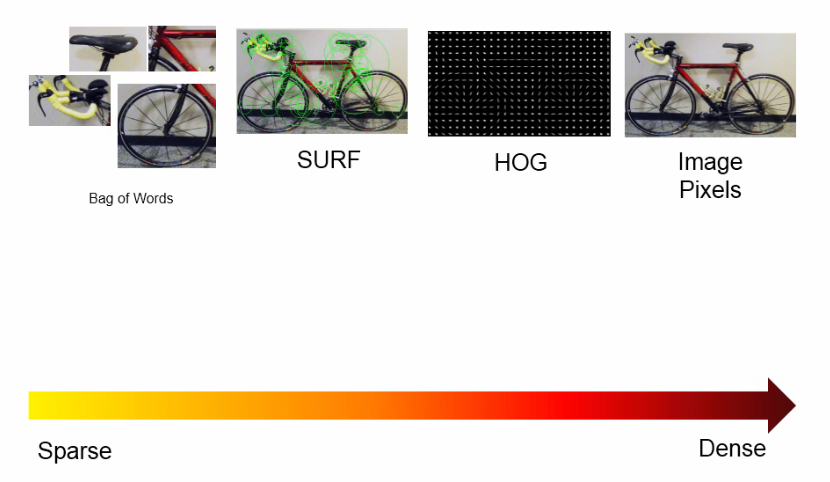 SURF
HOG
Image
Pixels
Bag of Words
Sparse
Dense